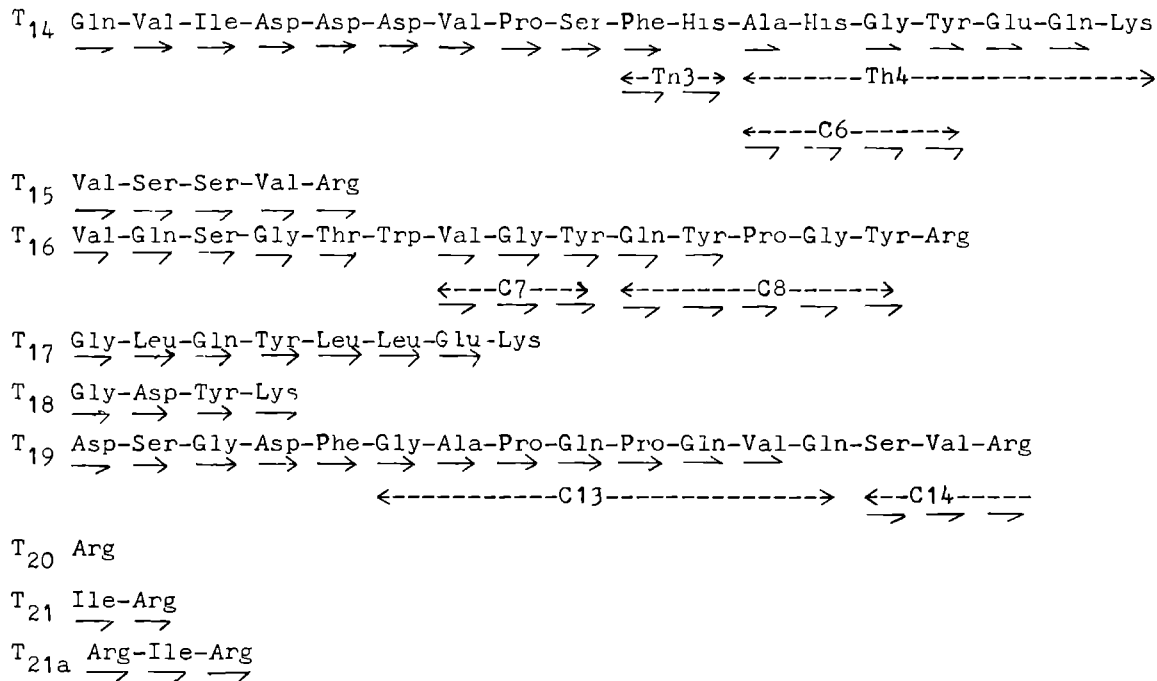 T14 Gln-Val-Ile-Asp-Asp-Asp-Val-Pro-Ser-Phe-His-Ala-His-Gly-Tyr-Glu-Gln-Lys
←-Tn3-→ ←-------Th4-----------→
←----C6------→
T15 Val-Ser-Ser-Val-Arg
T16 Val-Gln-Ser-Gly-Thr-Trp-Val-Gly-Tyr-Gln-Tyr-Pro-Gly-Tyr-Arg
←--C7---→ ←-------C8------→
T17 Gly-Leu-Gln-Tyr-Leu-Leu-Glu-Lys
T18 Gly-Asp-Tyr-Lys
T19 Asp-Ser-Gly-Asp-Phe-Gly-Ala-Pro-Gln-Pro-Gln-Val-Gln-Ser-Val-Arg
←----------C13-------------→ ←--C14-----
T20 Arg
T21 Ile-Arg
T21a Arg-Ile-Arg